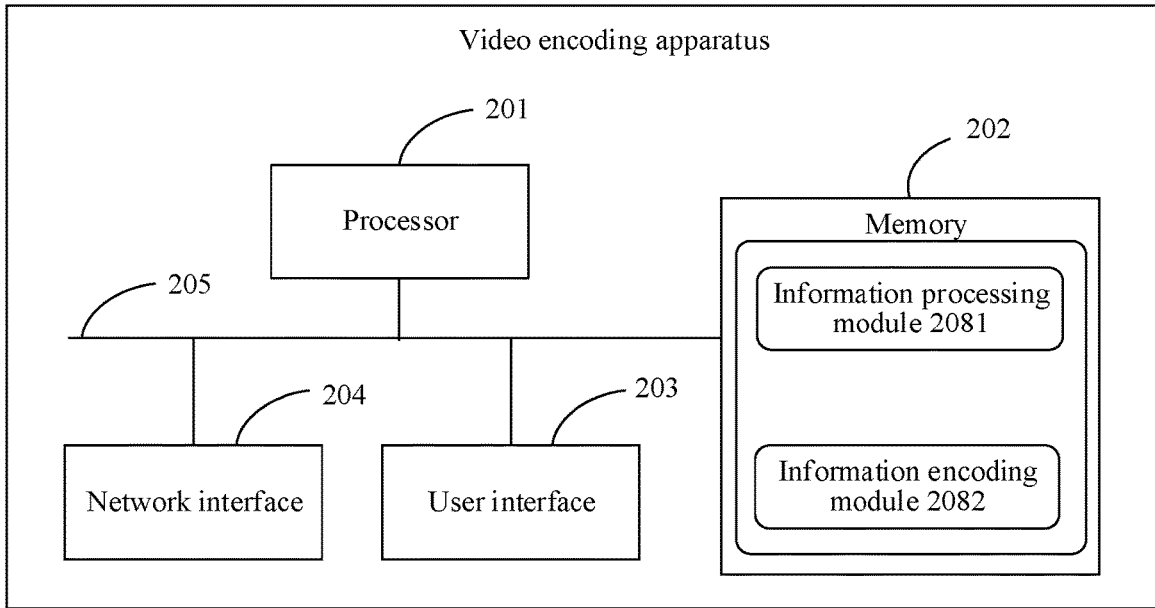 Video encoding apparatus
201
202
Processor
Memory
Information processing
module 2081
205
204
203
Network interface
User interface
Information encoding
module 2082